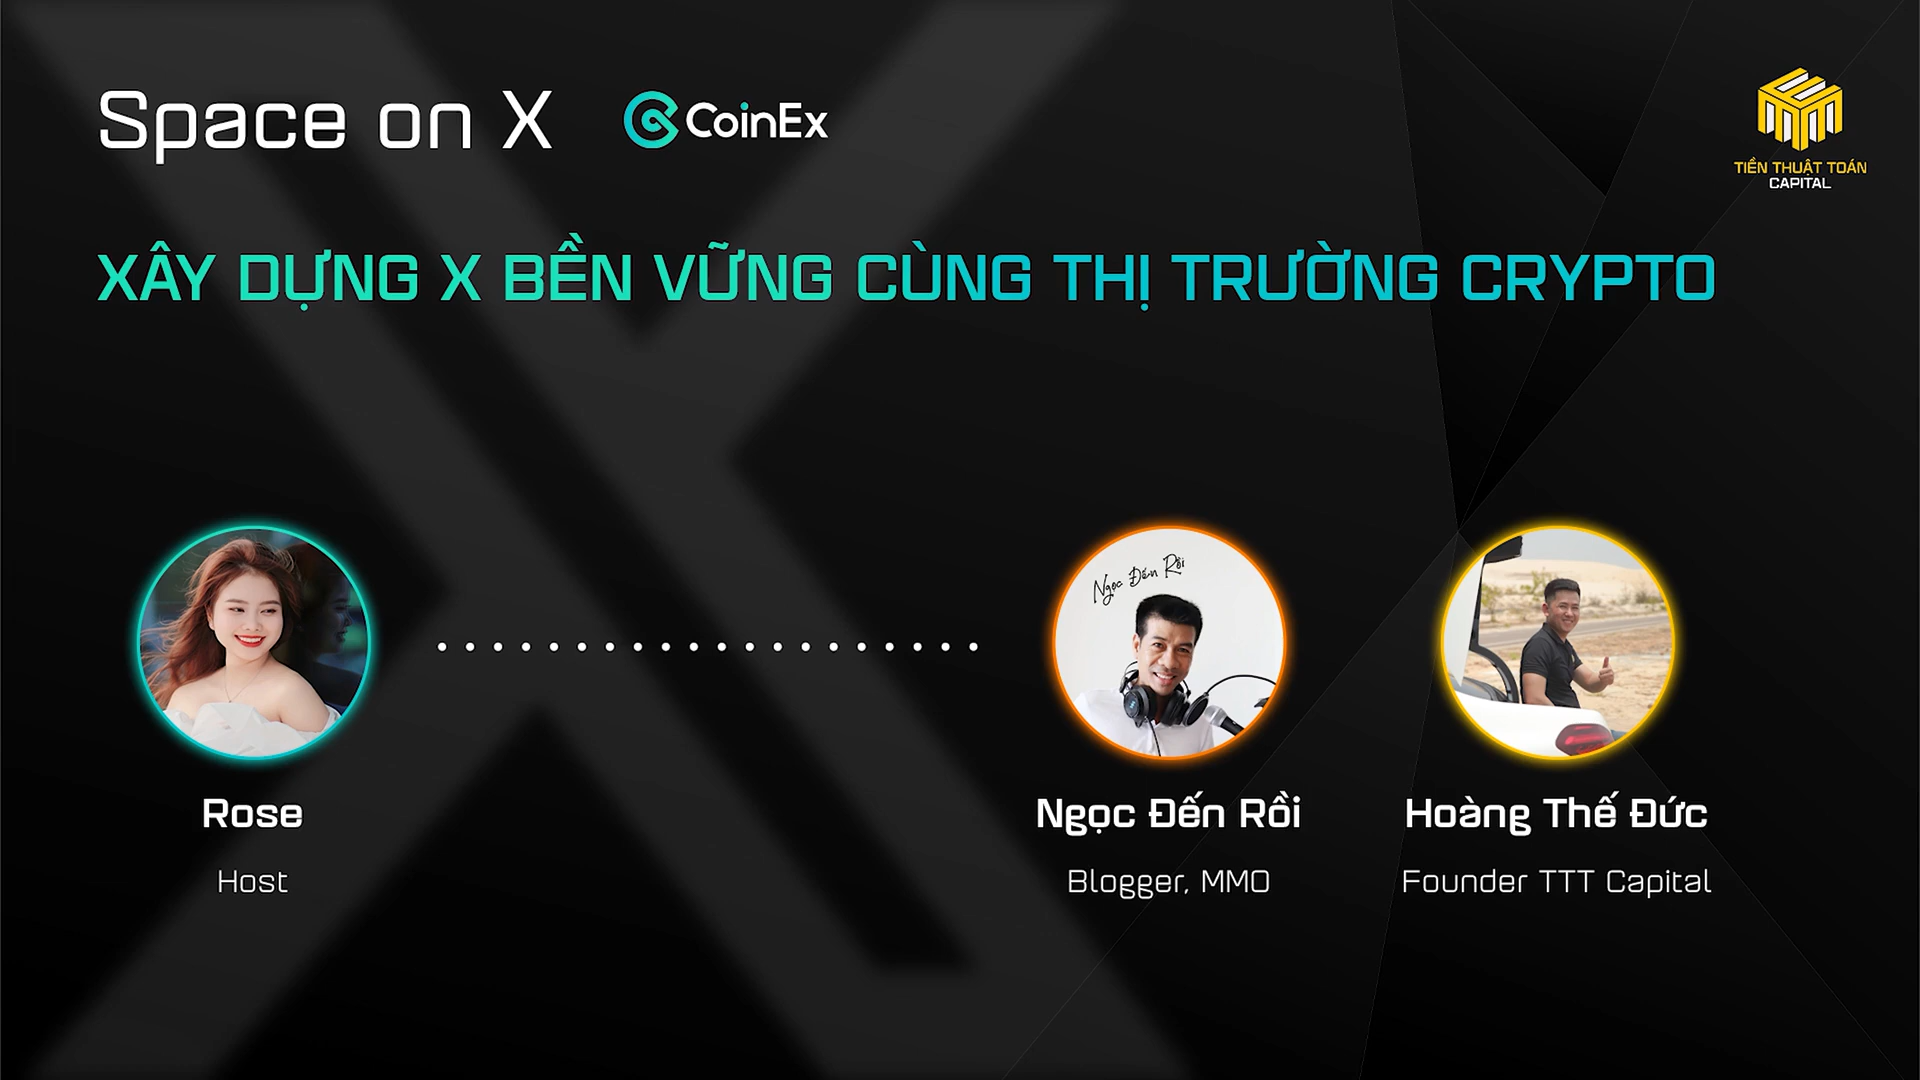 Space on X
CoinEx
TIỀN THUẬT TOÁN
CAPITAL
XÂY DỰNG X BỀN VỮNG CÙNG THỊ TRƯỜNG CRYPTO
Ngọc Đến Rồi
Rose
Host
Ngọc Đến Rồi
Blogger, MMO
Hoàng Thế Đức
Founder TTT Capital